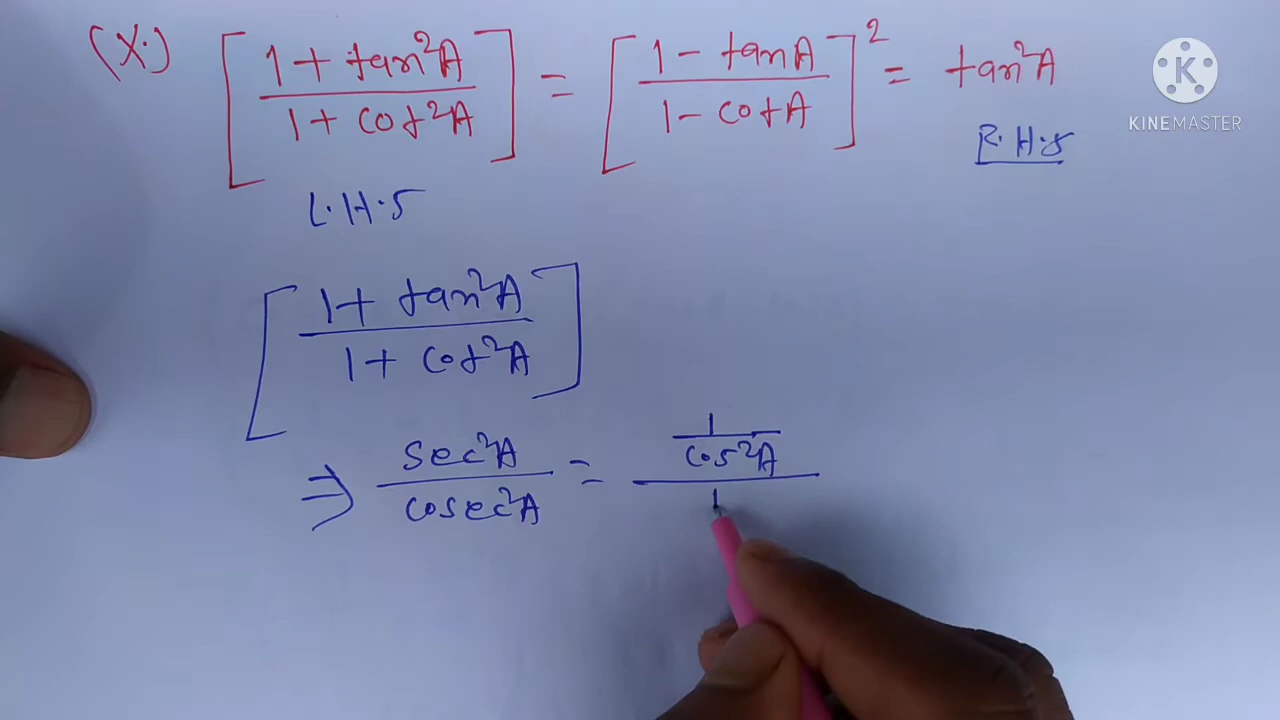 (X.) [1 + tan²A / 1 + cot²A] = [1 - tanA / 1 - cotA]² = tan²A
K
KINEMASTER
R.H.S
L.H.S
[1 + tan²A / 1 + cot²A]
⇒ sec²A / cosec²A = 1/cos²A / 1